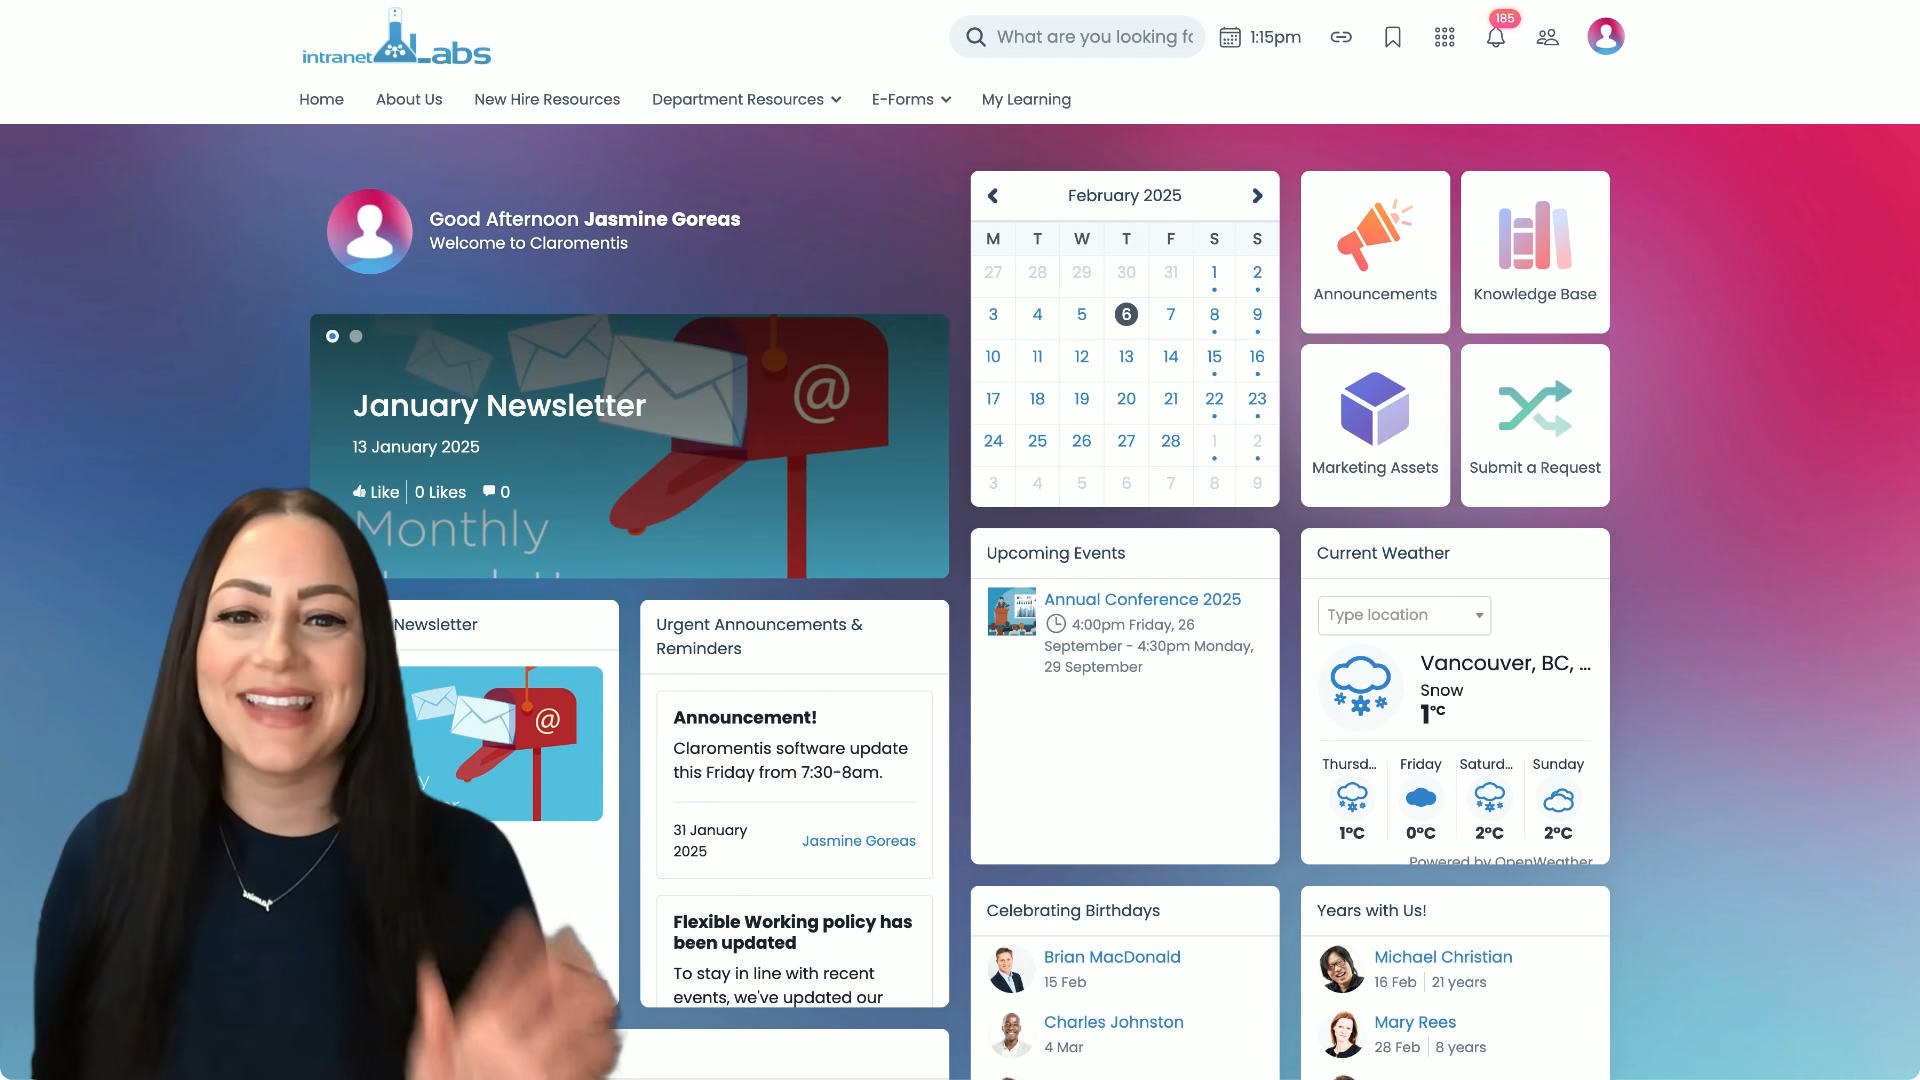 intranet Labs
What are you looking fo
1:15pm
185
Home
About Us
New Hire Resources
Department Resources
E-Forms
My Learning
Good Afternoon Jasmine Goreas
Welcome to Claromentis
January Newsletter
13 January 2025
Like
0 Likes
0
Monthly
Newsletter
Urgent Announcements &
Reminders
Announcement!
Claromentis software update
this Friday from 7:30-8am.
31 January
2025
Jasmine Goreas
Flexible Working policy has
been updated
To stay in line with recent
events, we've updated our
February 2025
M T W T F S S
27 28 29 30 31 1 2
3 4 5 6 7 8 9
10 11 12 13 14 15 16
17 18 19 20 21 22 23
24 25 26 27 28 1 2
3 4 5 6 7 8 9
Announcements
Knowledge Base
Marketing Assets
Submit a Request
Upcoming Events
Annual Conference 2025
4:00pm Friday, 26
September - 4:30pm Monday,
29 September
Current Weather
Type location
Vancouver, BC, ...
Snow
1°C
Thursd... Friday Saturd... Sunday
1°C 0°C 2°C 2°C
Powered by OpenWeather
Celebrating Birthdays
Brian MacDonald
15 Feb
Charles Johnston
4 Mar
Years with Us!
Michael Christian
16 Feb 21 years
Mary Rees
28 Feb 8 years